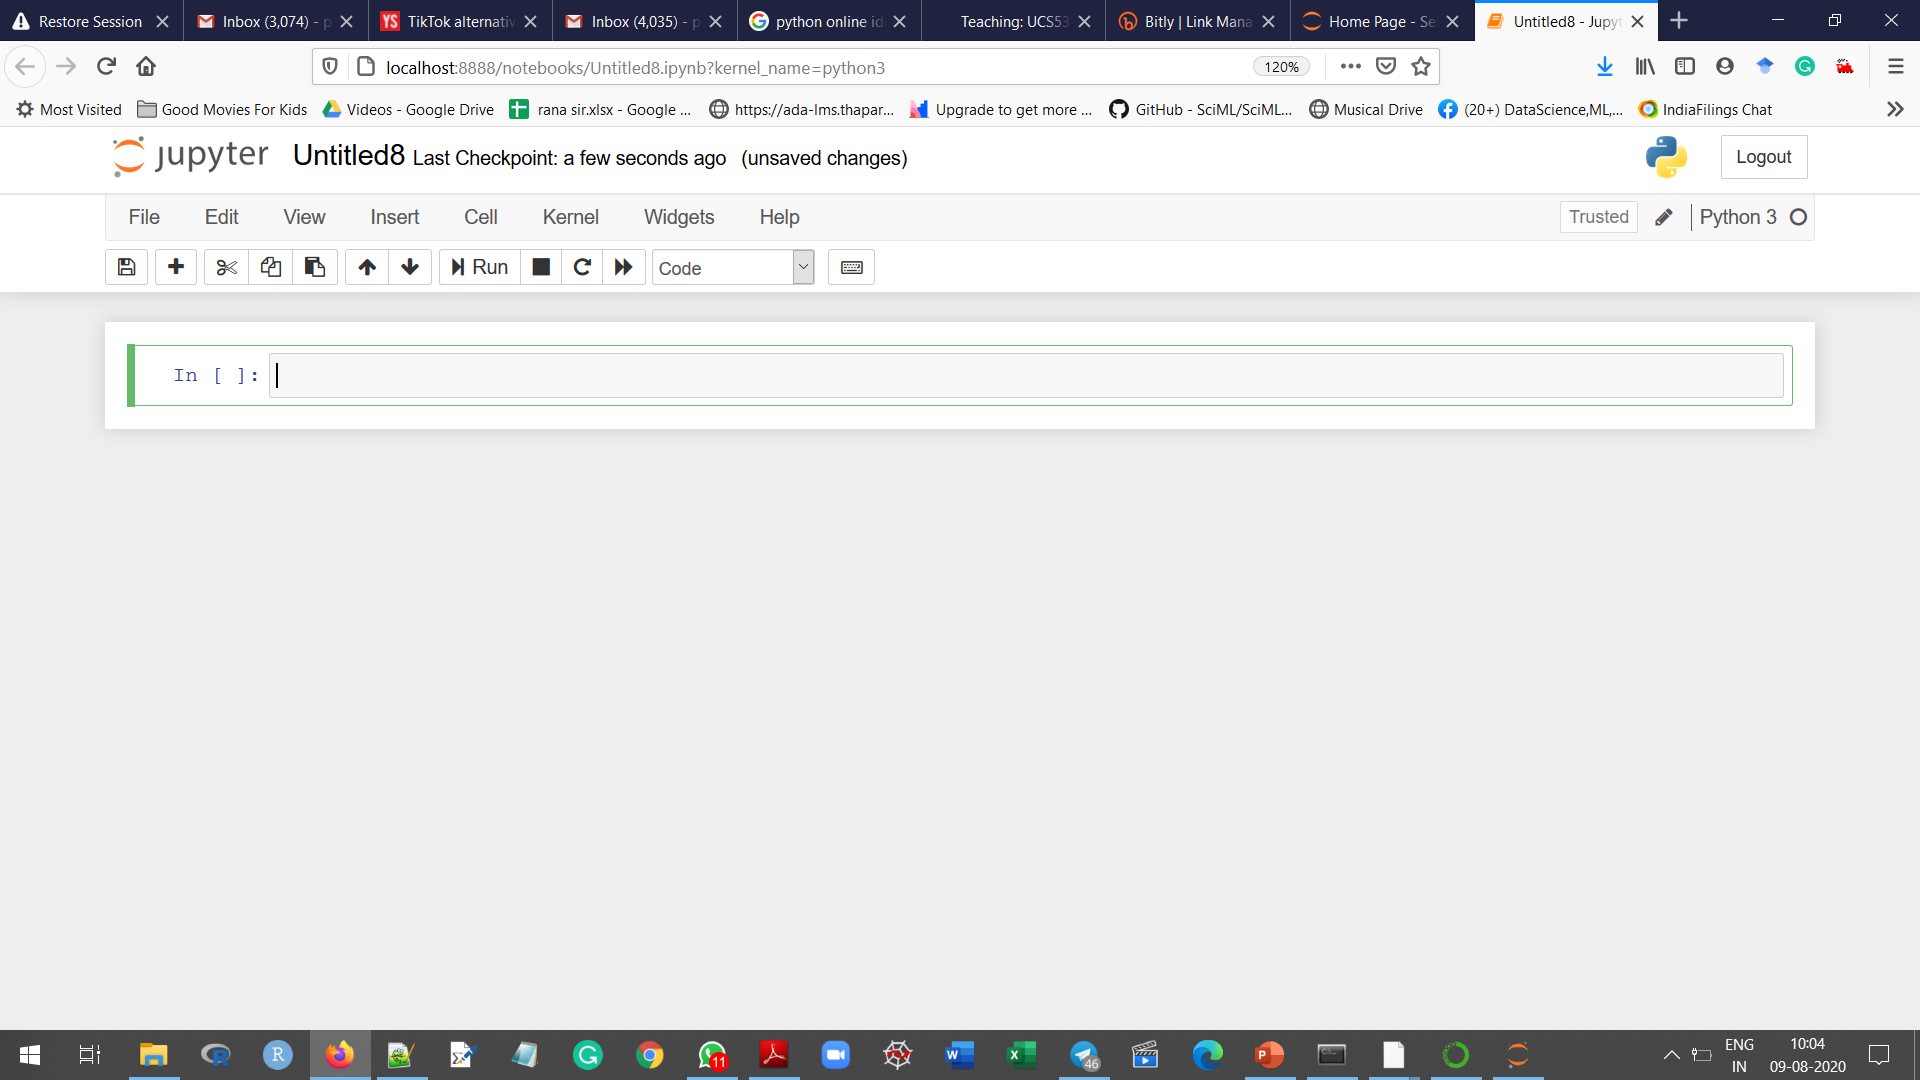 Restore Session
Inbox (3,074) - p
YS TikTok alternativ
Inbox (4,035) - p
python online id
Teaching: UCS53
Bitly | Link Mana
Home Page - Se
Untitled8 - Jupyt
localhost:8888/notebooks/Untitled8.ipynb?kernel_name=python3
120%
Most Visited
Good Movies For Kids
Videos - Google Drive
rana sir.xlsx - Google ...
https://ada-lms.thapar...
Upgrade to get more ...
GitHub - SciML/SciML...
Musical Drive
(20+) DataScience,ML,...
IndiaFilings Chat
jupyter Untitled8 Last Checkpoint: a few seconds ago (unsaved changes)
Logout
File Edit View Insert Cell Kernel Widgets Help
Trusted
Python 3
Run
Code
In [ ]:
11
46
ENG
IN
10:04
09-08-2020